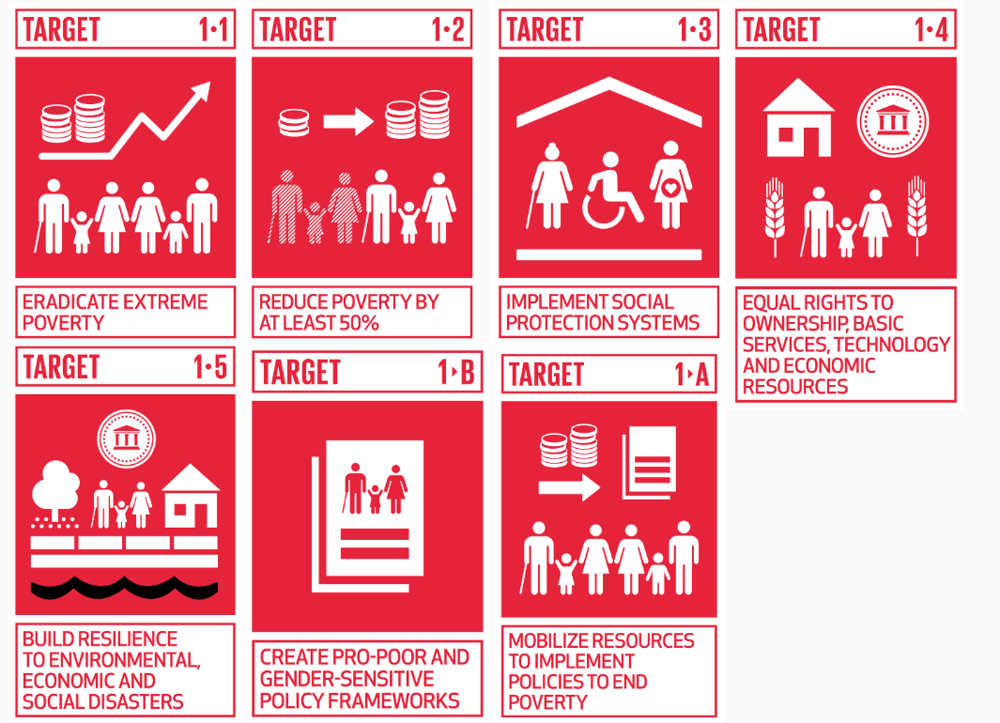 TARGET 1•1
ERADICATE EXTREME
POVERTY
TARGET 1•2
REDUCE POVERTY BY
AT LEAST 50%
TARGET 1•3
IMPLEMENT SOCIAL
PROTECTION SYSTEMS
TARGET 1•4
EQUAL RIGHTS TO
OWNERSHIP, BASIC
SERVICES, TECHNOLOGY
AND ECONOMIC
RESOURCES
TARGET 1•5
BUILD RESILIENCE
TO ENVIRONMENTAL,
ECONOMIC AND
SOCIAL DISASTERS
TARGET 1‣B
CREATE PRO-POOR AND
GENDER-SENSITIVE
POLICY FRAMEWORKS
TARGET 1‣A
MOBILIZE RESOURCES
TO IMPLEMENT
POLICIES TO END
POVERTY